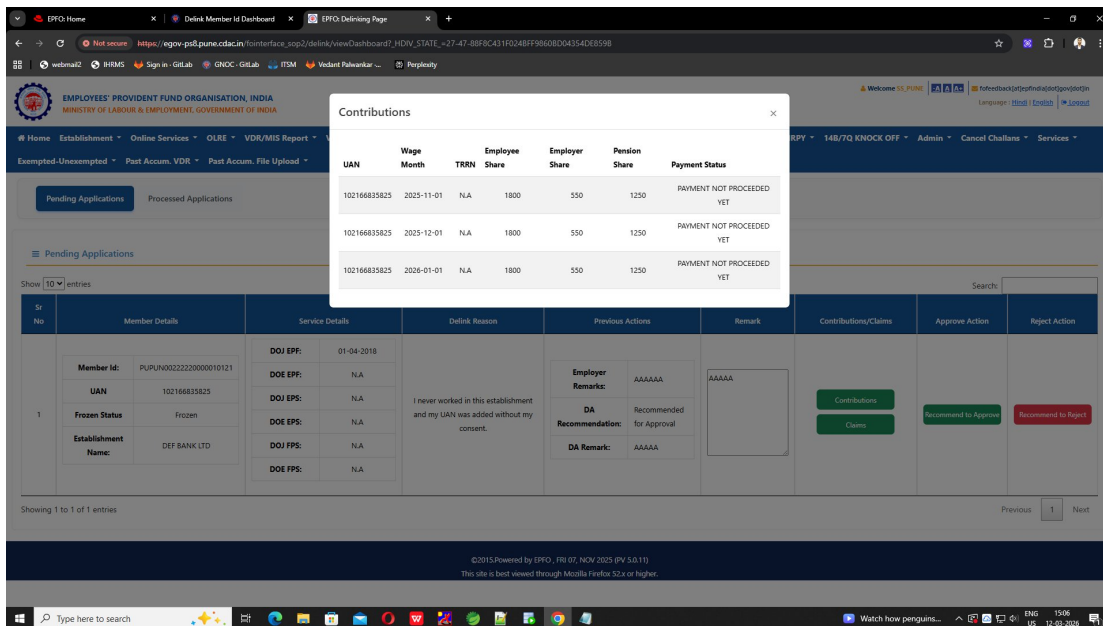 EPFO: Home
Delink Member Id Dashboard
EPFO: Delinking Page
Not secure https://egov-ps8.pune.cdac.in/fointerface_sop2/delink/viewDashboard?_HDIV_STATE_=27-47-88F8C431F024BFF9860BD04354DE859B
webmail2 IHRMS Sign in · GitLab GNOC · GitLab ITSM Vedant Palwankar -... Perplexity
EMPLOYEES' PROVIDENT FUND ORGANISATION, INDIA
MINISTRY OF LABOUR & EMPLOYMENT, GOVERNMENT OF INDIA
Welcome SS_PUNE -A A A+ fofeedback[at]epfindia[dot]gov[dot]in
Language : Hindi | English Logout
Home Establishment Online Services OLRE VDR/MIS Report RPY 14B/7Q KNOCK OFF Admin Cancel Challans Services
Exempted-Unexempted Past Accum. VDR Past Accum. File Upload
Contributions ×
UAN Wage Month TRRN Employee Share Employer Share Pension Share Payment Status
102166835825 2025-11-01 N.A 1800 550 1250 PAYMENT NOT PROCEEDED YET
102166835825 2025-12-01 N.A 1800 550 1250 PAYMENT NOT PROCEEDED YET
102166835825 2026-01-01 N.A 1800 550 1250 PAYMENT NOT PROCEEDED YET
Pending Applications Processed Applications
Pending Applications
Show 10 entries
Search:
Sr No Member Details Service Details Delink Reason Previous Actions Remark Contributions/Claims Approve Action Reject Action
1
Member Id: PUPUN00222220000010121
UAN 102166835825
Frozen Status Frozen
Establishment Name: DEF BANK LTD
DOJ EPF: 01-04-2018
DOE EPF: N.A
DOJ EPS: N.A
DOE EPS: N.A
DOJ FPS: N.A
DOE FPS: N.A
I never worked in this establishment
and my UAN was added without my
consent.
Employer Remarks: AAAAAA
DA Recommendation: Recommended for Approval
DA Remark: AAAAA
AAAAA
Contributions
Claims
Recommend to Approve
Recommend to Reject
Showing 1 to 1 of 1 entries
Previous 1 Next
©2015.Powered by EPFO , FRI 07, NOV 2025 (PV 5.0.11)
This site is best viewed through Mozilla Firefox 52.x or higher.
Type here to search
Watch how penguins...
ENG
US
15:06
12-03-2026